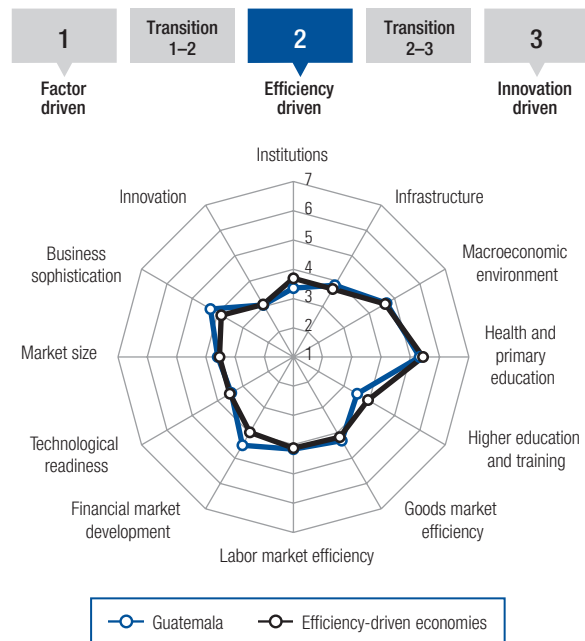 1
Transition
1–2
2
Transition
2–3
3
Factor
driven
Efficiency
driven
Innovation
driven
Institutions
Infrastructure
Macroeconomic
environment
Health and
primary
education
Higher education
and training
Goods market
efficiency
Labor market efficiency
Financial market
development
Technological
readiness
Market size
Business
sophistication
Innovation
7
6
5
4
3
2
1
Guatemala
Efficiency-driven economies